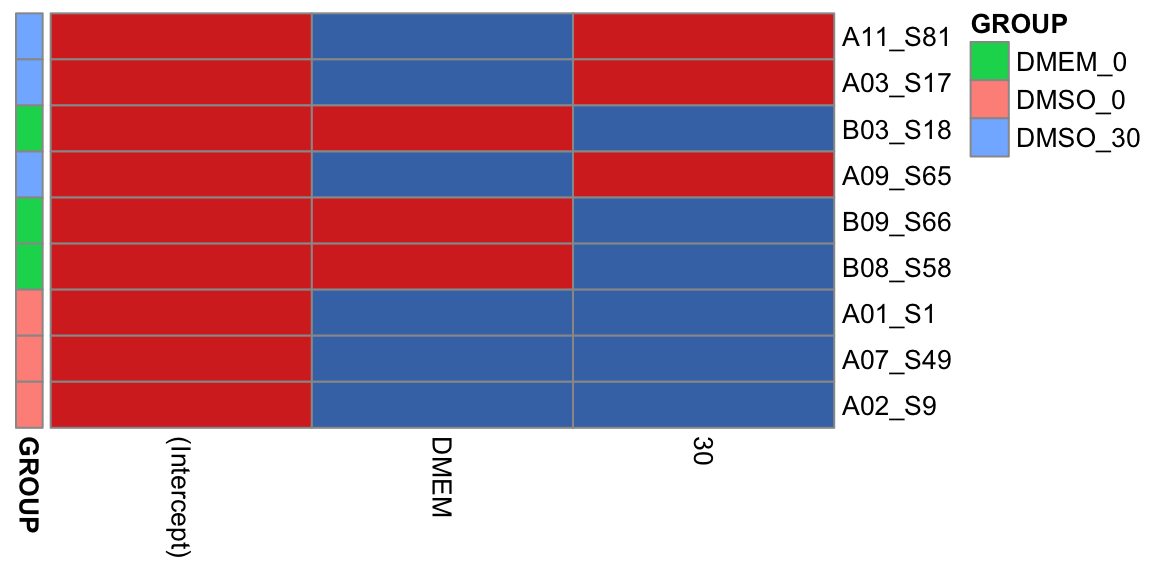 A11_S81
A03_S17
B03_S18
A09_S65
B09_S66
B08_S58
A01_S1
A07_S49
A02_S9
GROUP
(Intercept)
DMEM
30
GROUP
DMEM_0
DMSO_0
DMSO_30